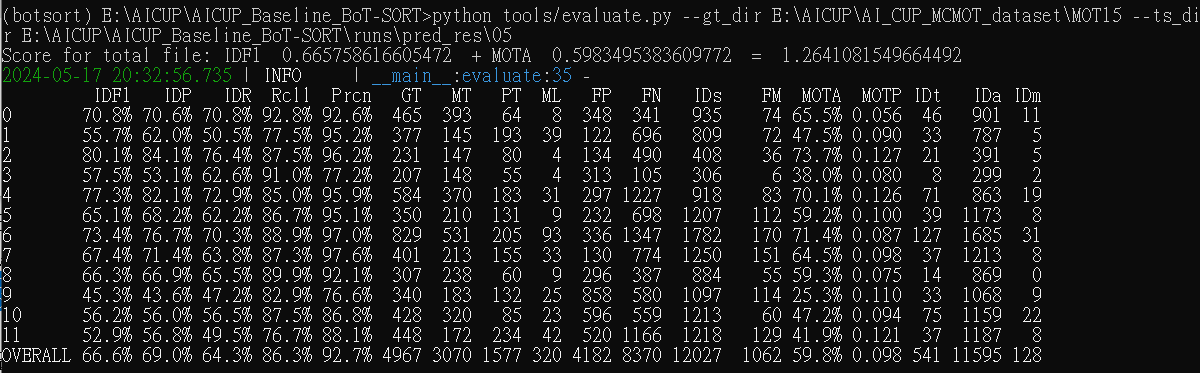 (botsort) E:\AICUP\AICUP_Baseline_BoT-SORT>python tools/evaluate.py --gt_dir E:\AICUP\AI_CUP_MCMOT_dataset\MOT15 --ts_di
r E:\AICUP\AICUP_Baseline_BoT-SORT\runs\pred_res\05
Score for total file: IDF1  0.665758616605472  + MOTA  0.5983495383609772  =  1.2641081549664492
2024-05-17 20:32:56.735 | INFO     | __main__:evaluate:35 -
IDF1 IDP IDR Rcll Prcn GT MT PT ML FP FN IDs FM MOTA MOTP IDt IDa IDm
0 70.8% 70.6% 70.8% 92.8% 92.6% 465 393 64 8 348 341 935 74 65.5% 0.056 46 901 11
1 55.7% 62.0% 50.5% 77.5% 95.2% 377 145 193 39 122 696 809 72 47.5% 0.090 33 787 5
2 80.1% 84.1% 76.4% 87.5% 96.2% 231 147 80 4 134 490 408 36 73.7% 0.127 21 391 5
3 57.5% 53.1% 62.6% 91.0% 77.2% 207 148 55 4 313 105 306 6 38.0% 0.080 8 299 2
4 77.3% 82.1% 72.9% 85.0% 95.9% 584 370 183 31 297 1227 918 83 70.1% 0.126 71 863 19
5 65.1% 68.2% 62.2% 86.7% 95.1% 350 210 131 9 232 698 1207 112 59.2% 0.100 39 1173 8
6 73.4% 76.7% 70.3% 88.9% 97.0% 829 531 205 93 336 1347 1782 170 71.4% 0.087 127 1685 31
7 67.4% 71.4% 63.8% 87.3% 97.6% 401 213 155 33 130 774 1250 151 64.5% 0.098 37 1213 8
8 66.3% 66.9% 65.5% 89.9% 92.1% 307 238 60 9 296 387 884 55 59.3% 0.075 14 869 0
9 45.3% 43.6% 47.2% 82.9% 76.6% 340 183 132 25 858 580 1097 114 25.3% 0.110 33 1068 9
10 56.2% 56.0% 56.5% 87.5% 86.8% 428 320 85 23 596 559 1213 60 47.2% 0.094 75 1159 22
11 52.9% 56.8% 49.5% 76.7% 88.1% 448 172 234 42 520 1166 1218 129 41.9% 0.121 37 1187 8
OVERALL 66.6% 69.0% 64.3% 86.3% 92.7% 4967 3070 1577 320 4182 8370 12027 1062 59.8% 0.098 541 11595 128